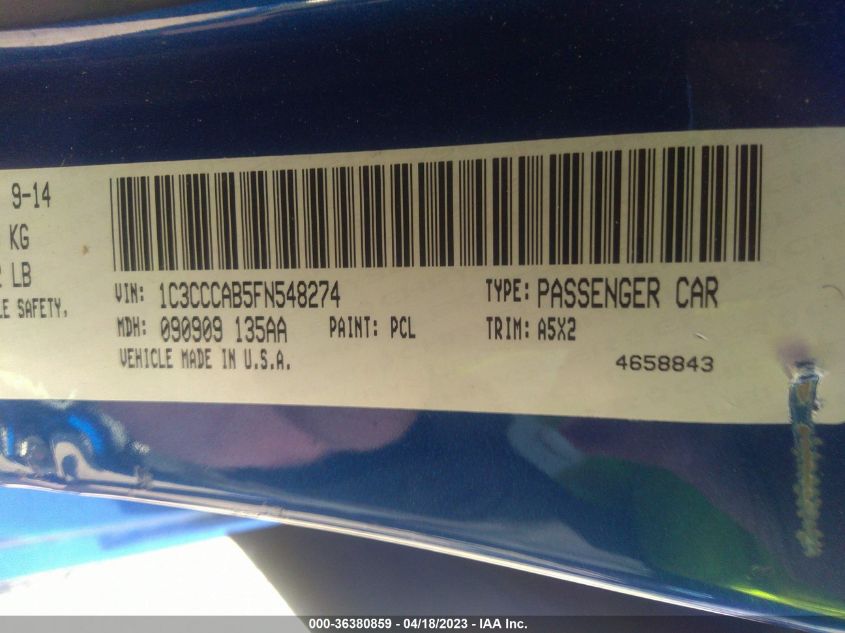 9-14
KG
LB
LE SAFETY.
VIN: 1C3CCCAB5FN548274 TYPE: PASSENGER CAR
MDH: 090909 135AA PAINT: PCL TRIM: A5X2
VEHICLE MADE IN U.S.A.
4658843
000-36380859 - 04/18/2023 - IAA Inc.